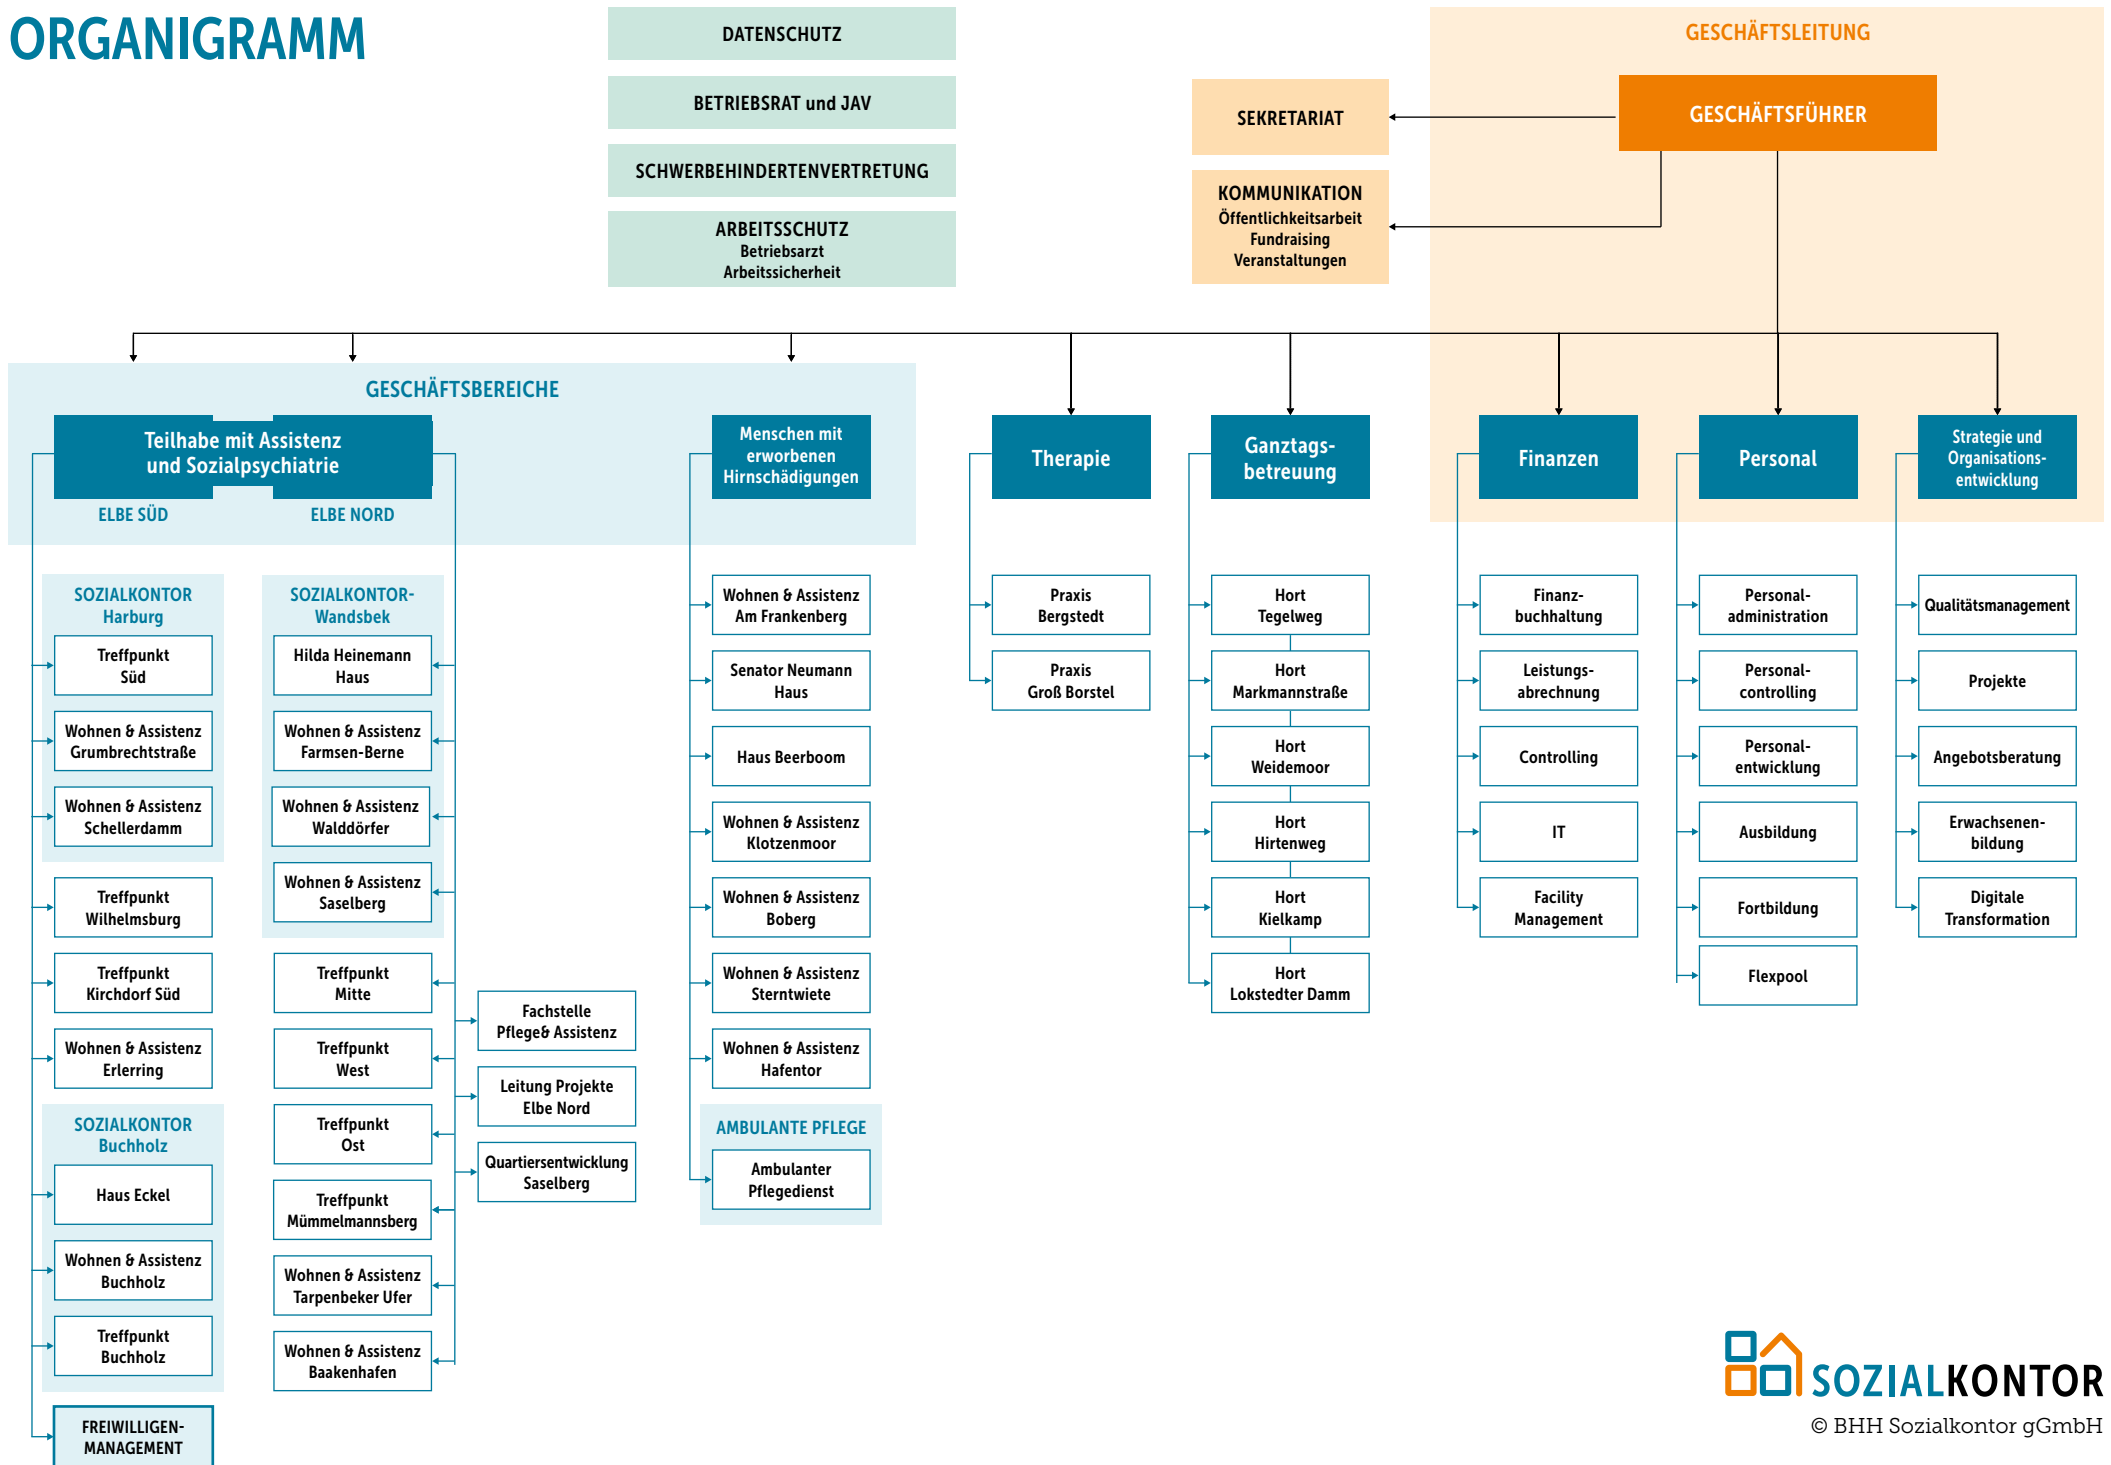 ORGANIGRAMM
DATENSCHUTZ
BETRIEBSRAT und JAV
SCHWERBEHINDERTENVERTRETUNG
ARBEITSSCHUTZ
Betriebsarzt
Arbeitssicherheit
GESCHÄFTSLEITUNG
GESCHÄFTSFÜHRER
SEKRETARIAT
KOMMUNIKATION
Öffentlichkeitsarbeit
Fundraising
Veranstaltungen
GESCHÄFTSBEREICHE
Teilhabe mit Assistenz
und Sozialpsychiatrie
ELBE SÜD
ELBE NORD
Menschen mit
erworbenen
Hirnschädigungen
Therapie
Ganztags-
betreuung
Finanzen
Personal
Strategie und
Organisations-
entwicklung
SOZIALKONTOR
Harburg
Treffpunkt
Süd
Wohnen & Assistenz
Grumbrechtstraße
Wohnen & Assistenz
Schellerdamm
Treffpunkt
Wilhelmsburg
Treffpunkt
Kirchdorf Süd
Wohnen & Assistenz
Erlerring
SOZIALKONTOR
Buchholz
Haus Eckel
Wohnen & Assistenz
Buchholz
Treffpunkt
Buchholz
FREIWILLIGEN-
MANAGEMENT
SOZIALKONTOR-
Wandsbek
Hilda Heinemann
Haus
Wohnen & Assistenz
Farmsen-Berne
Wohnen & Assistenz
Walddörfer
Wohnen & Assistenz
Saselberg
Treffpunkt
Mitte
Treffpunkt
West
Treffpunkt
Ost
Treffpunkt
Mümmelmannsberg
Wohnen & Assistenz
Tarpenbeker Ufer
Wohnen & Assistenz
Baakenhafen
Fachstelle
Pflege& Assistenz
Leitung Projekte
Elbe Nord
Quartiersentwicklung
Saselberg
Wohnen & Assistenz
Am Frankenberg
Senator Neumann
Haus
Haus Beerboom
Wohnen & Assistenz
Klotzenmoor
Wohnen & Assistenz
Boberg
Wohnen & Assistenz
Sterntwiete
Wohnen & Assistenz
Hafentor
AMBULANTE PFLEGE
Ambulanter
Pflegedienst
Praxis
Bergstedt
Praxis
Groß Borstel
Hort
Tegelweg
Hort
Markmannstraße
Hort
Weidemoor
Hort
Hirtenweg
Hort
Kielkamp
Hort
Lokstedter Damm
Finanz-
buchhaltung
Leistungs-
abrechnung
Controlling
IT
Facility
Management
Personal-
administration
Personal-
controlling
Personal-
entwicklung
Ausbildung
Fortbildung
Flexpool
Qualitätsmanagement
Projekte
Angebotsberatung
Erwachsenen-
bildung
Digitale
Transformation
SOZIALKONTOR
© BHH Sozialkontor gGmbH